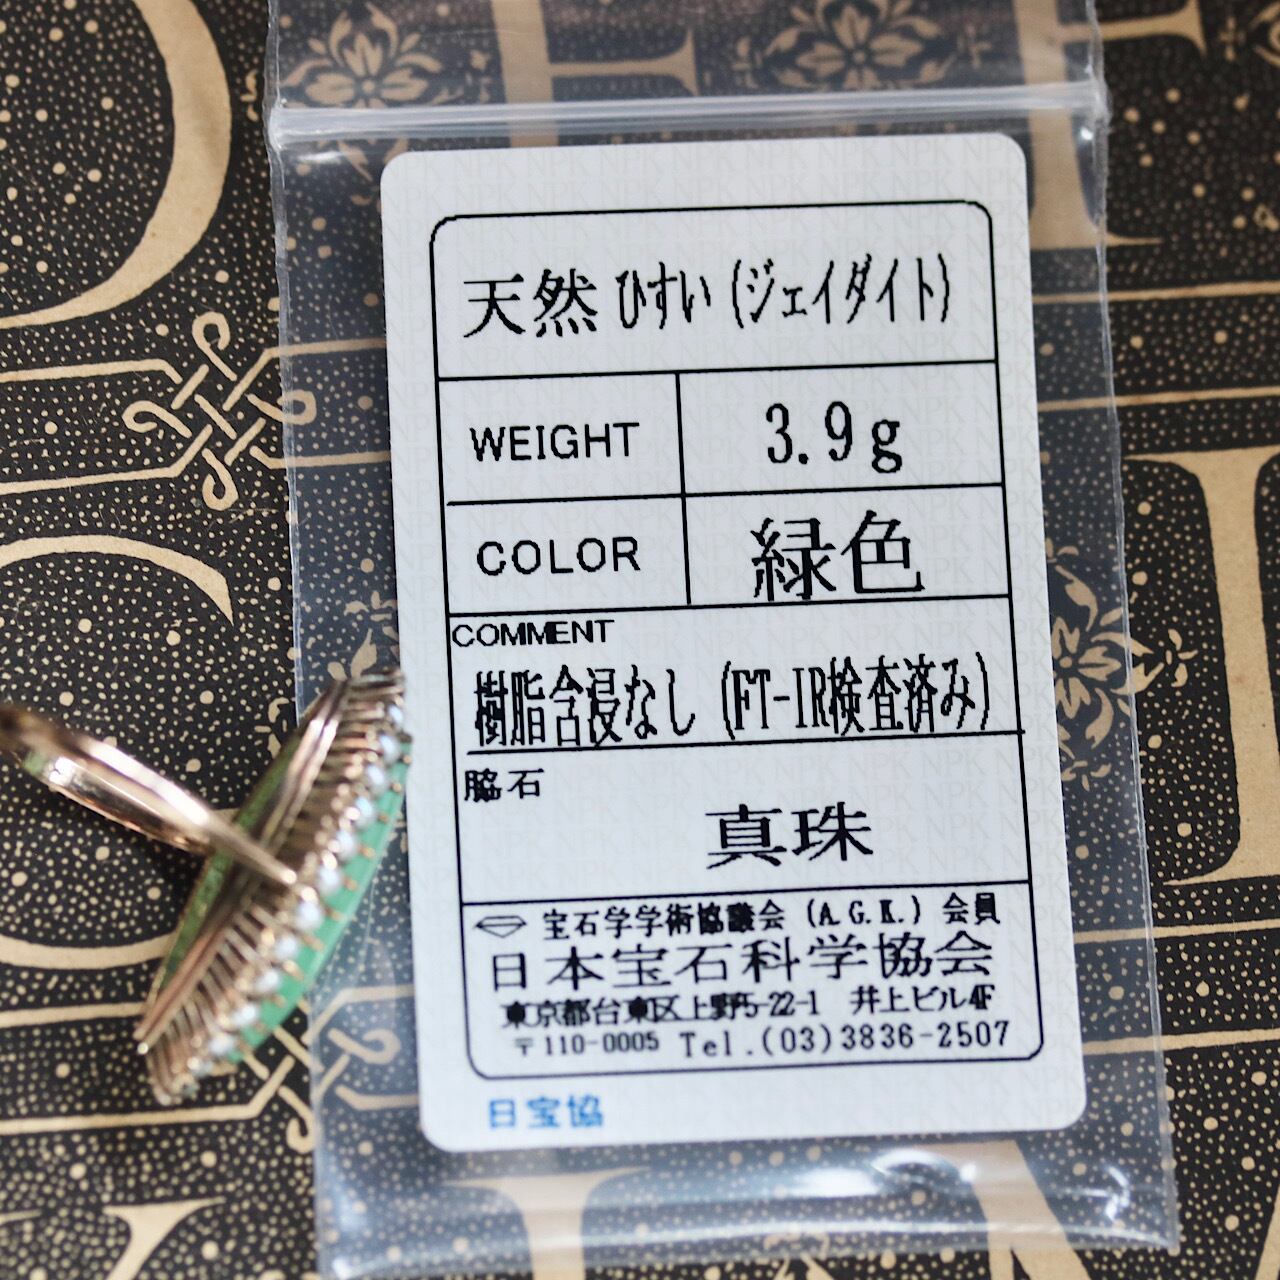 天然ひすい(ジェイダイト)
WEIGHT 3.9g
COLOR 緑色
COMMENT
樹脂含浸なし (FT-IR検査済み)
脇石
真珠
宝石学学術協議会 (A.G.K.) 会員
日本宝石科学協会
東京都台東区上野5-22-1 井上ビル4F
〒110-0005 Tel.(03)3836-2507
日宝協